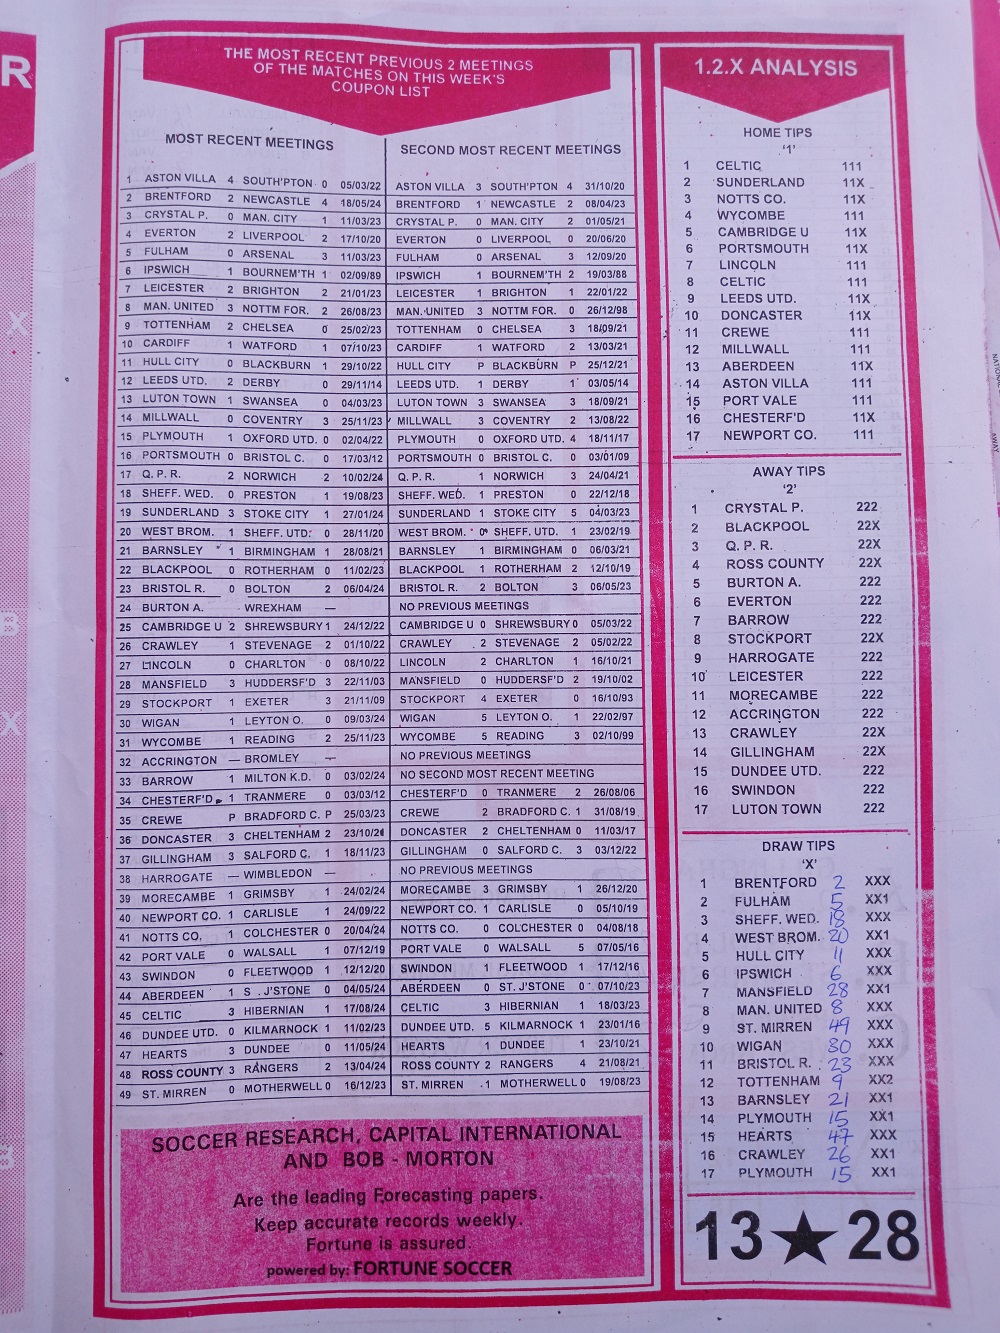 R
X
B
X
B
THE MOST RECENT PREVIOUS 2 MEETINGS
OF THE MATCHES ON THIS WEEK'S
COUPON LIST
MOST RECENT MEETINGS
1 ASTON VILLA 4 SOUTH'PTON 0 05/03/22
2 BRENTFORD 2 NEWCASTLE 4 18/05/24
3 CRYSTAL P. 0 MAN. CITY 1 11/03/23
4 EVERTON 2 LIVERPOOL 2 17/10/20
5 FULHAM 0 ARSENAL 3 11/03/23
6 IPSWICH 1 BOURNEM'TH 1 02/09/89
7 LEICESTER 2 BRIGHTON 2 21/01/23
8 MAN. UNITED 3 NOTTM FOR. 2 26/08/23
9 TOTTENHAM 2 CHELSEA 0 25/02/23
10 CARDIFF 1 WATFORD 1 07/10/23
11 HULL CITY 0 BLACKBURN 1 29/10/22
12 LEEDS UTD. 2 DERBY 0 29/11/14
13 LUTON TOWN 1 SWANSEA 0 04/03/23
14 MILLWALL 0 COVENTRY 3 25/11/23
15 PLYMOUTH 1 OXFORD UTD. 0 02/04/22
16 PORTSMOUTH 0 BRISTOL C. 0 17/03/12
17 Q. P. R. 2 NORWICH 2 10/02/24
18 SHEFF. WED. 0 PRESTON 1 19/08/23
19 SUNDERLAND 3 STOKE CITY 1 27/01/24
20 WEST BROM. 1 SHEFF. UTD: 0 28/11/20
21 BARNSLEY 1 BIRMINGHAM 1 28/08/21
22 BLACKPOOL 0 ROTHERHAM 0 11/02/23
23 BRISTOL R. 0 BOLTON 2 06/04/24
24 BURTON A. WREXHAM —
25 CAMBRIDGE U 2 SHREWSBURY 1 24/12/22
26 CRAWLEY 1 STEVENAGE 2 01/10/22
27 LINCOLN 0 CHARLTON 0 08/10/22
28 MANSFIELD 3 HUDDERSF'D 3 22/11/03
29 STOCKPORT 1 EXETER 3 21/11/09
30 WIGAN 1 LEYTON O. 0 09/03/24
31 WYCOMBE 1 READING 2 25/11/23
32 ACCRINGTON — BROMLEY —
33 BARROW 1 MILTON K.D. 0 03/02/24
34 CHESTERF'D 1 TRANMERE 0 03/03/12
35 CREWE P BRADFORD C. P 25/03/23
36 DONCASTER 3 CHELTENHAM 2 23/10/21
37 GILLINGHAM 3 SALFORD C. 1 18/11/23
38 HARROGATE — WIMBLEDON —
39 MORECAMBE 1 GRIMSBY 1 24/02/24
40 NEWPORT CO. 1 CARLISLE 1 24/09/22
41 NOTTS CO. 1 COLCHESTER 0 20/04/24
42 PORT VALE 0 WALSALL 1 07/12/19
43 SWINDON 0 FLEETWOOD 1 12/12/20
44 ABERDEEN 1 S . J'STONE 0 04/05/24
45 CELTIC 3 HIBERNIAN 1 17/08/24
46 DUNDEE UTD. 0 KILMARNOCK 1 11/02/23
47 HEARTS 3 DUNDEE 0 11/05/24
48 ROSS COUNTY 3 RANGERS 2 13/04/24
49 ST. MIRREN 0 MOTHERWELL 0 16/12/23
SECOND MOST RECENT MEETINGS
ASTON VILLA 3 SOUTH'PTON 4 31/10/20
BRENTFORD 1 NEWCASTLE 2 08/04/23
CRYSTAL P. 0 MAN. CITY 2 01/05/21
EVERTON 0 LIVERPOOL 0 20/06/20
FULHAM 0 ARSENAL 3 12/09/20
IPSWICH 1 BOURNEM'TH 2 19/03/88
LEICESTER 1 BRIGHTON 1 22/01/22
MAN. UNITED 3 NOTTM FOR. 0 26/12/98
TOTTENHAM 0 CHELSEA 3 18/09/21
CARDIFF 1 WATFORD 2 13/03/21
HULL CITY P BLACKBURN P 25/12/21
LEEDS UTD. 1 DERBY 1 03/05/14
LUTON TOWN 3 SWANSEA 3 18/09/21
MILLWALL 3 COVENTRY 2 13/08/22
PLYMOUTH 0 OXFORD UTD. 4 18/11/17
PORTSMOUTH 0 BRISTOL C. 0 03/01/09
Q. P. R. 1 NORWICH 3 24/04/21
SHEFF. WED. 1 PRESTON 0 22/12/18
SUNDERLAND 1 STOKE CITY 5 04/03/23
WEST BROM. 0 SHEFF. UTD. 1 23/02/19
BARNSLEY 1 BIRMINGHAM 0 06/03/21
BLACKPOOL 1 ROTHERHAM 2 12/10/19
BRISTOL R. 2 BOLTON 3 06/05/23
NO PREVIOUS MEETINGS
CAMBRIDGE U 0 SHREWSBURY 0 05/03/22
CRAWLEY 2 STEVENAGE 2 05/02/22
LINCOLN 2 CHARLTON 1 16/10/21
MANSFIELD 0 HUDDERSF'D 2 19/10/02
STOCKPORT 4 EXETER 0 16/10/93
WIGAN 5 LEYTON O. 1 22/02/97
WYCOMBE 5 READING 3 02/10/99
NO PREVIOUS MEETINGS
NO SECOND MOST RECENT MEETING
CHESTERF'D 0 TRANMERE 2 26/08/06
CREWE 2 BRADFORD C. 1 31/08/19
DONCASTER 2 CHELTENHAM 0 11/03/17
GILLINGHAM 0 SALFORD C. 3 03/12/22
NO PREVIOUS MEETINGS
MORECAMBE 3 GRIMSBY 1 26/12/20
NEWPORT CO. 1 CARLISLE 0 05/10/19
NOTTS CO. 0 COLCHESTER 0 04/08/18
PORT VALE 0 WALSALL 5 07/05/16
SWINDON 1 FLEETWOOD 1 17/12/16
ABERDEEN 0 ST. J'STONE 0 07/10/23
CELTIC 3 HIBERNIAN 1 18/03/23
DUNDEE UTD. 5 KILMARNOCK 1 23/01/16
HEARTS 1 DUNDEE 1 23/10/21
ROSS COUNTY 2 RANGERS 4 21/08/21
ST. MIRREN 1 MOTHERWELL 0 19/08/23
SOCCER RESEARCH, CAPITAL INTERNATIONAL
AND BOB - MORTON
Are the leading Forecasting papers.
Keep accurate records weekly.
Fortune is assured.
powered by: FORTUNE SOCCER
1.2.X ANALYSIS
HOME TIPS
'1'
1 CELTIC 111
2 SUNDERLAND 11X
3 NOTTS CO. 11X
4 WYCOMBE 111
5 CAMBRIDGE U 11X
6 PORTSMOUTH 11X
7 LINCOLN 111
8 CELTIC 111
9 LEEDS UTD. 11X
10 DONCASTER 11X
11 CREWE 111
12 MILLWALL 111
13 ABERDEEN 11X
14 ASTON VILLA 111
15 PORT VALE 111
16 CHESTERF'D 11X
17 NEWPORT CO. 111
AWAY TIPS
'2'
1 CRYSTAL P. 222
2 BLACKPOOL 22X
3 Q. P. R. 22X
4 ROSS COUNTY 22X
5 BURTON A. 222
6 EVERTON 222
7 BARROW 222
8 STOCKPORT 22X
9 HARROGATE 222
10 LEICESTER 222
11 MORECAMBE 222
12 ACCRINGTON 222
13 CRAWLEY 22X
14 GILLINGHAM 22X
15 DUNDEE UTD. 222
16 SWINDON 222
17 LUTON TOWN 222
DRAW TIPS
'X'
1 BRENTFORD 2 XXX
2 FULHAM 5 XX1
3 SHEFF. WED. 18 XXX
4 WEST BROM. 20 XX1
5 HULL CITY 11 XXX
6 IPSWICH 6 XXX
7 MANSFIELD 28 XX1
8 MAN. UNITED 8 XXX
9 ST. MIRREN 49 XXX
10 WIGAN 30 XXX
11 BRISTOL R. 23 XXX
12 TOTTENHAM 9 XX2
13 BARNSLEY 21 XX1
14 PLYMOUTH 15 XX1
15 HEARTS 47 XXX
16 CRAWLEY 26 XX1
17 PLYMOUTH 15 XX1
13 ★ 28
AWAY